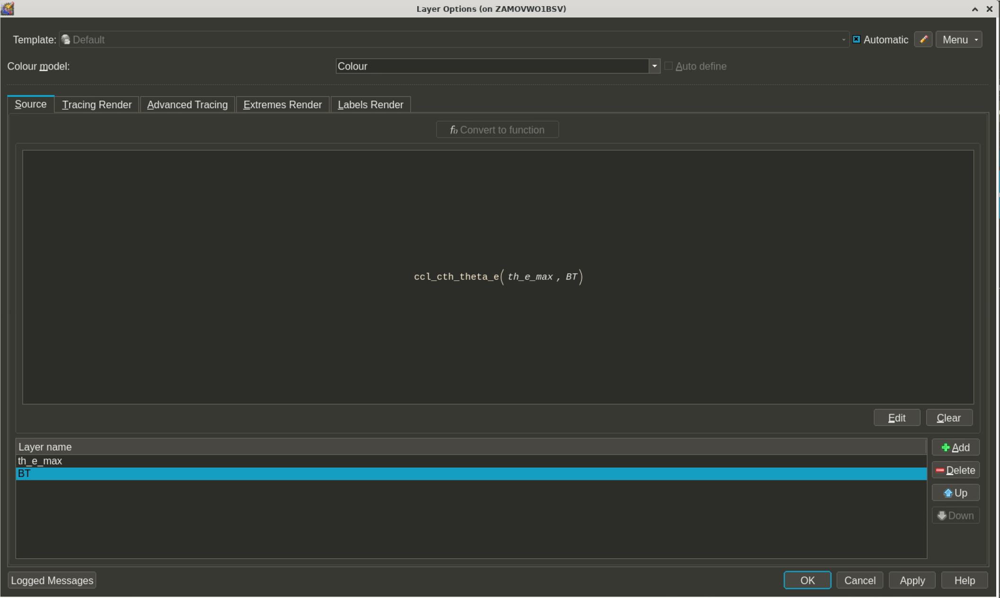 Layer Options (on ZAMOVWO1BSV)
Template: Default Automatic Menu
Colour model: Colour Auto define
Source Tracing Render Advanced Tracing Extremes Render Labels Render
f() Convert to function
ccl_cth_theta_e( th_e_max , BT)
Edit Clear
Layer name
Add
th_e_max
BT
Delete
Up
Down
Logged Messages OK Cancel Apply Help